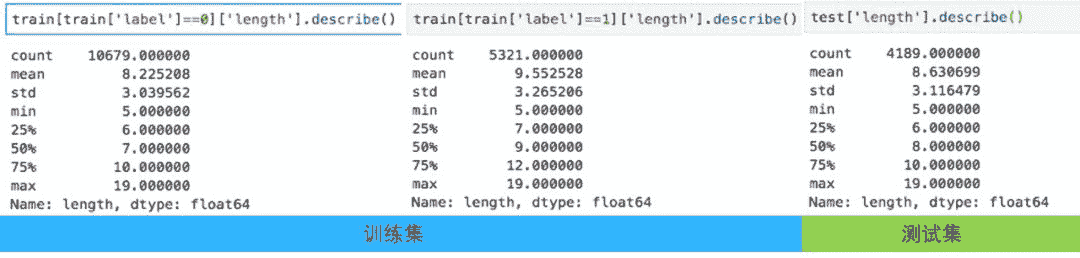 train[train['label']==0]['length'].describe()
count 10679.000000
mean 8.225208
std 3.039562
min 5.000000
25% 6.000000
50% 7.000000
75% 10.000000
max 19.000000
Name: length, dtype: float64
train[train['label']==1]['length'].describe()
count 5321.000000
mean 9.552528
std 3.265206
min 5.000000
25% 7.000000
50% 9.000000
75% 12.000000
max 19.000000
Name: length, dtype: float64
训练集
test['length'].describe()
count 4189.000000
mean 8.630699
std 3.116479
min 5.000000
25% 6.000000
50% 8.000000
75% 10.000000
max 19.000000
Name: length, dtype: float64
测试集